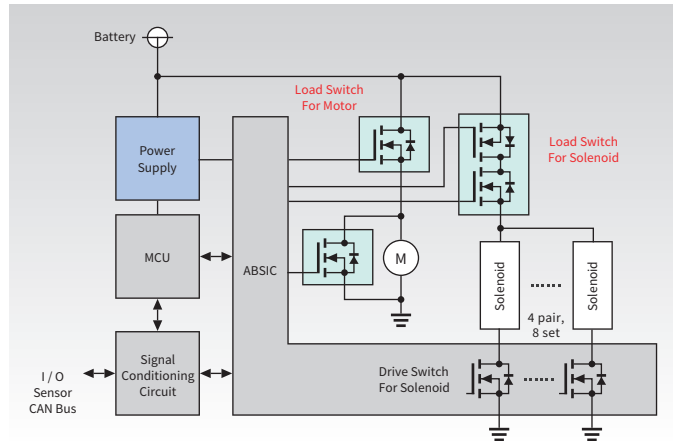 Battery
Load Switch
For Motor
Load Switch
For Solenoid
Power
Supply
MCU
ABSIC
M
Solenoid
Solenoid
4 pair,
8 set
Signal
Conditioning
Circuit
I / O
Sensor
CAN Bus
Drive Switch
For Solenoid